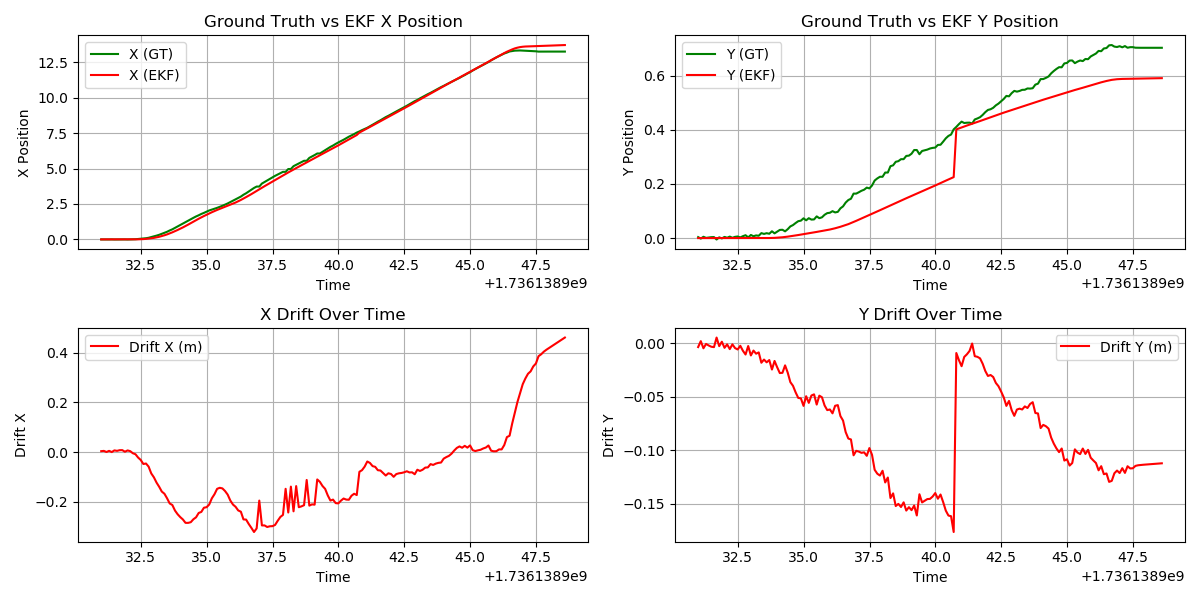 Ground Truth vs EKF X Position
X (GT)
X (EKF)
X Position
12.5
10.0
7.5
5.0
2.5
0.0
32.5 35.0 37.5 40.0 42.5 45.0 47.5
Time
+1.7361389e9
Ground Truth vs EKF Y Position
Y (GT)
Y (EKF)
Y Position
0.6
0.4
0.2
0.0
32.5 35.0 37.5 40.0 42.5 45.0 47.5
Time
+1.7361389e9
X Drift Over Time
Drift X (m)
Drift X
0.4
0.2
0.0
−0.2
32.5 35.0 37.5 40.0 42.5 45.0 47.5
Time
+1.7361389e9
Y Drift Over Time
Drift Y (m)
Drift Y
0.00
−0.05
−0.10
−0.15
32.5 35.0 37.5 40.0 42.5 45.0 47.5
Time
+1.7361389e9